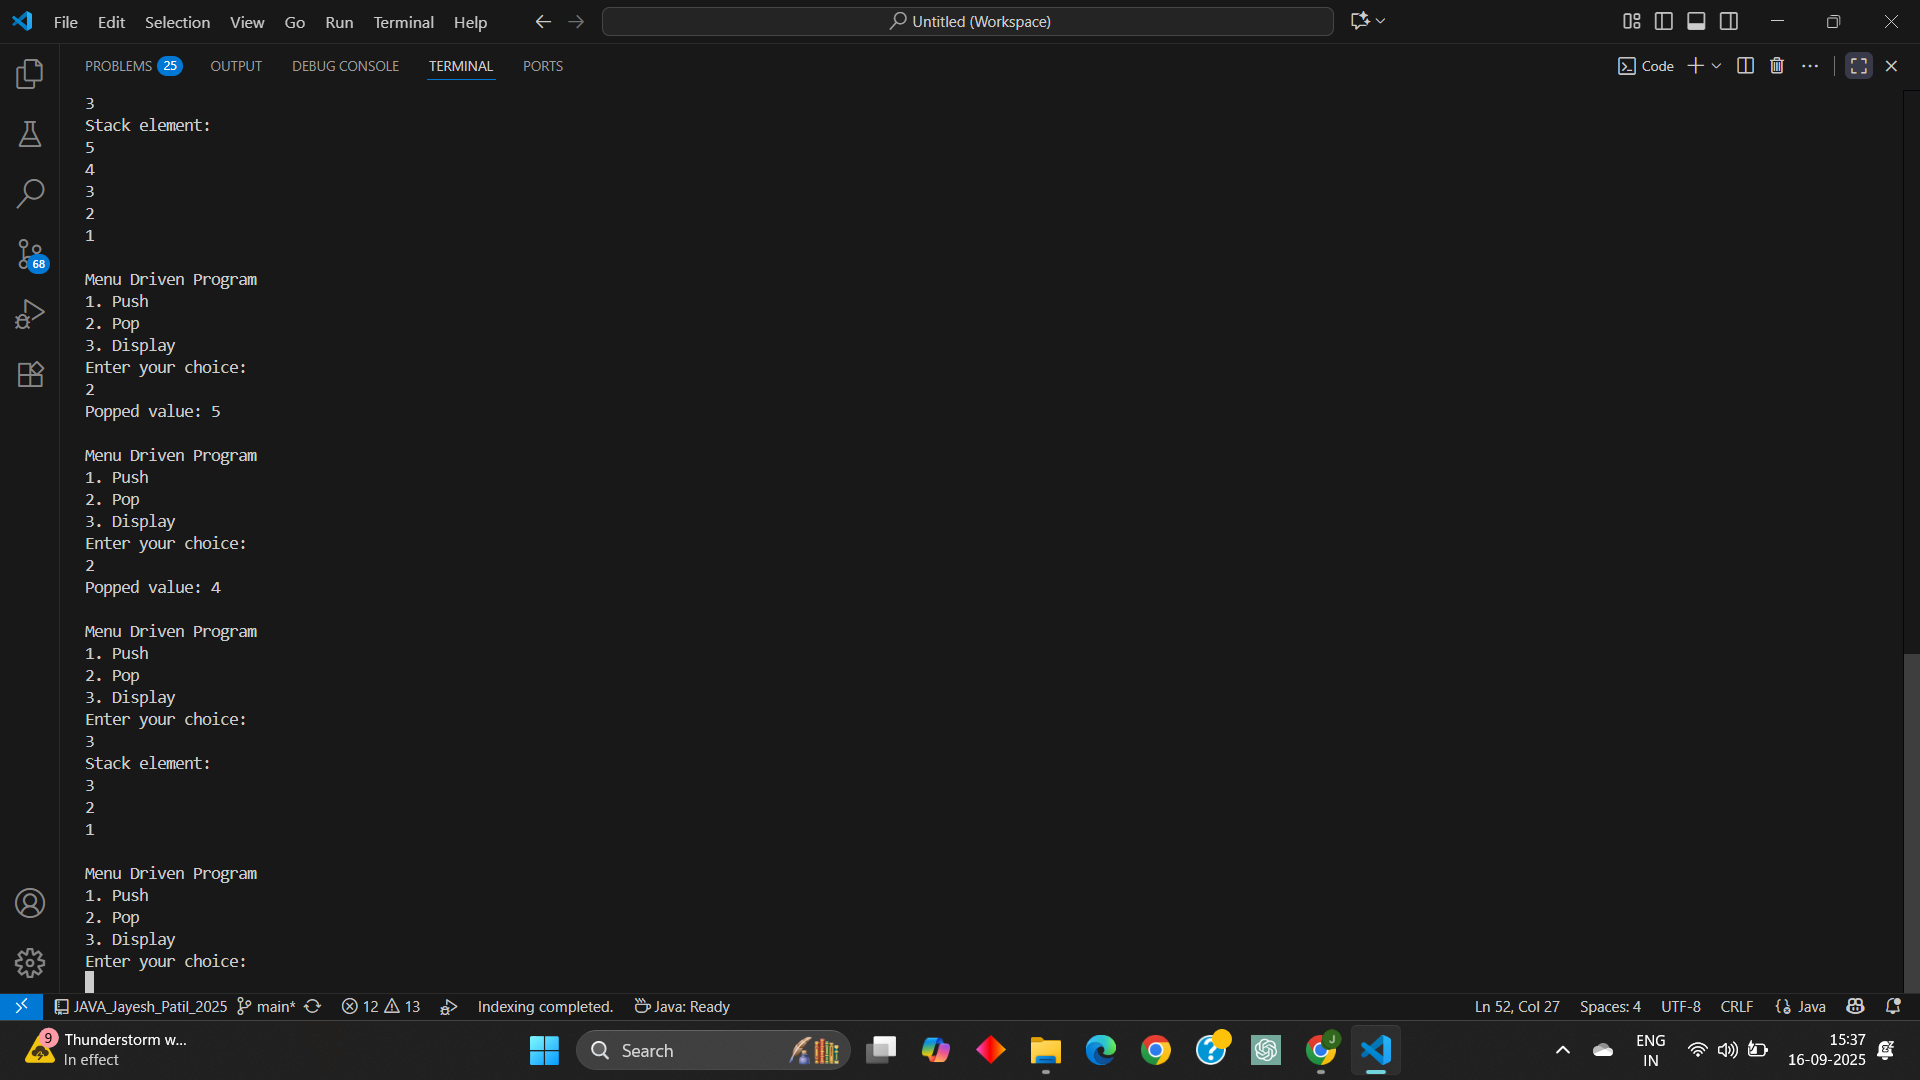 File Edit Selection View Go Run Terminal Help
Untitled (Workspace)
PROBLEMS 25 OUTPUT DEBUG CONSOLE TERMINAL PORTS
Code
3
Stack element:
5
4
3
2
1
Menu Driven Program
1. Push
2. Pop
3. Display
Enter your choice:
2
Popped value: 5
Menu Driven Program
1. Push
2. Pop
3. Display
Enter your choice:
2
Popped value: 4
Menu Driven Program
1. Push
2. Pop
3. Display
Enter your choice:
3
Stack element:
3
2
1
Menu Driven Program
1. Push
2. Pop
3. Display
Enter your choice:
68
JAVA_Jayesh_Patil_2025 main* 12 13 Indexing completed. Java: Ready
Ln 52, Col 27 Spaces: 4 UTF-8 CRLF Java
9
Thunderstorm w...
In effect
Search
J
ENG
IN
15:37
16-09-2025